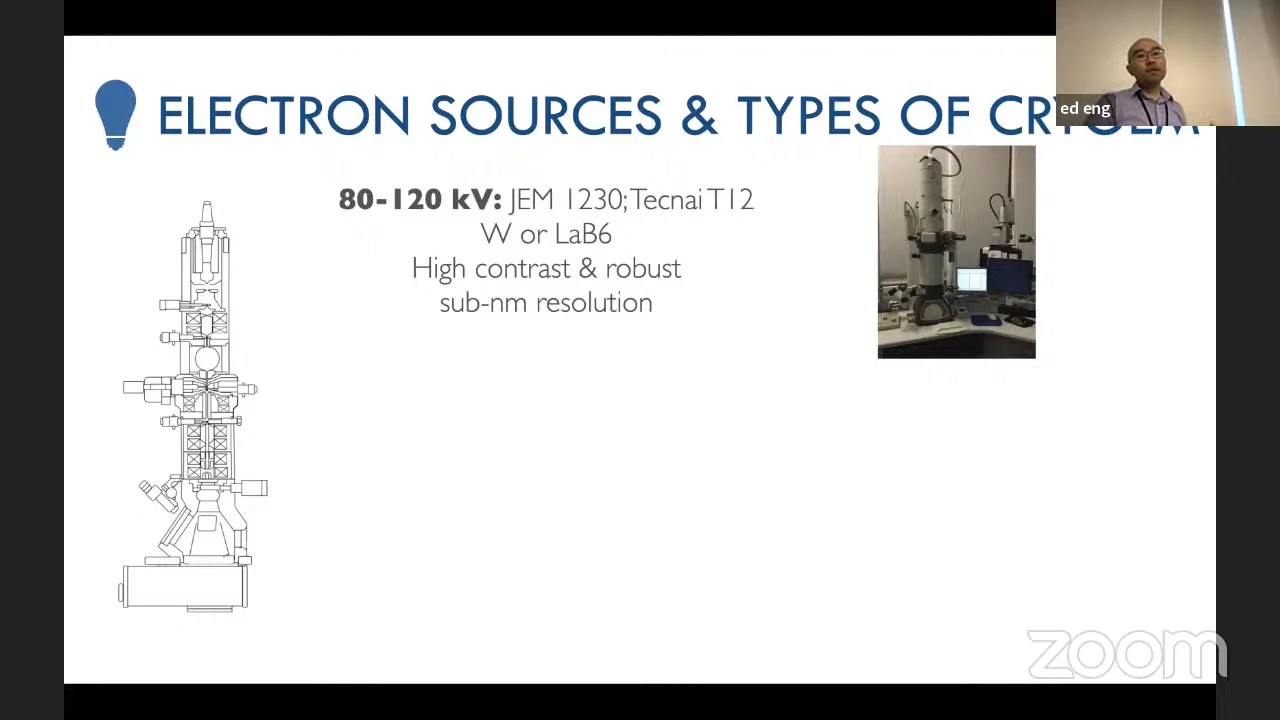 ELECTRON SOURCES & TYPES OF CRYOEM
ed eng
80-120 kV: JEM 1230; Tecnai T12
W or LaB6
High contrast & robust
sub-nm resolution
zoom